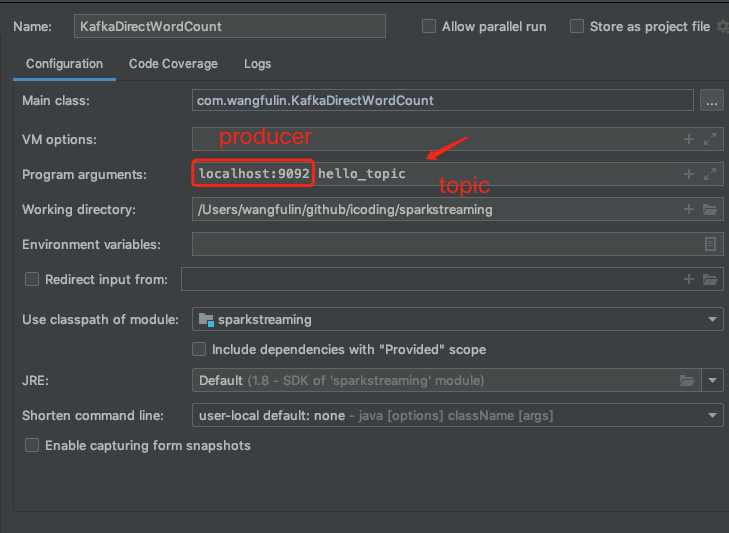 Name: KafkaDirectWordCount Allow parallel run Store as project file
Configuration Code Coverage Logs
Main class: com.wangfulin.KafkaDirectWordCount ...
producer
VM options:
Program arguments: localhost:9092 hello_topic
topic
Working directory: /Users/wangfulin/github/icoding/sparkstreaming
Environment variables:
Redirect input from:
Use classpath of module: sparkstreaming
Include dependencies with "Provided" scope
JRE: Default (1.8 - SDK of 'sparkstreaming' module)
Shorten command line: user-local default: none - java [options] className [args]
Enable capturing form snapshots